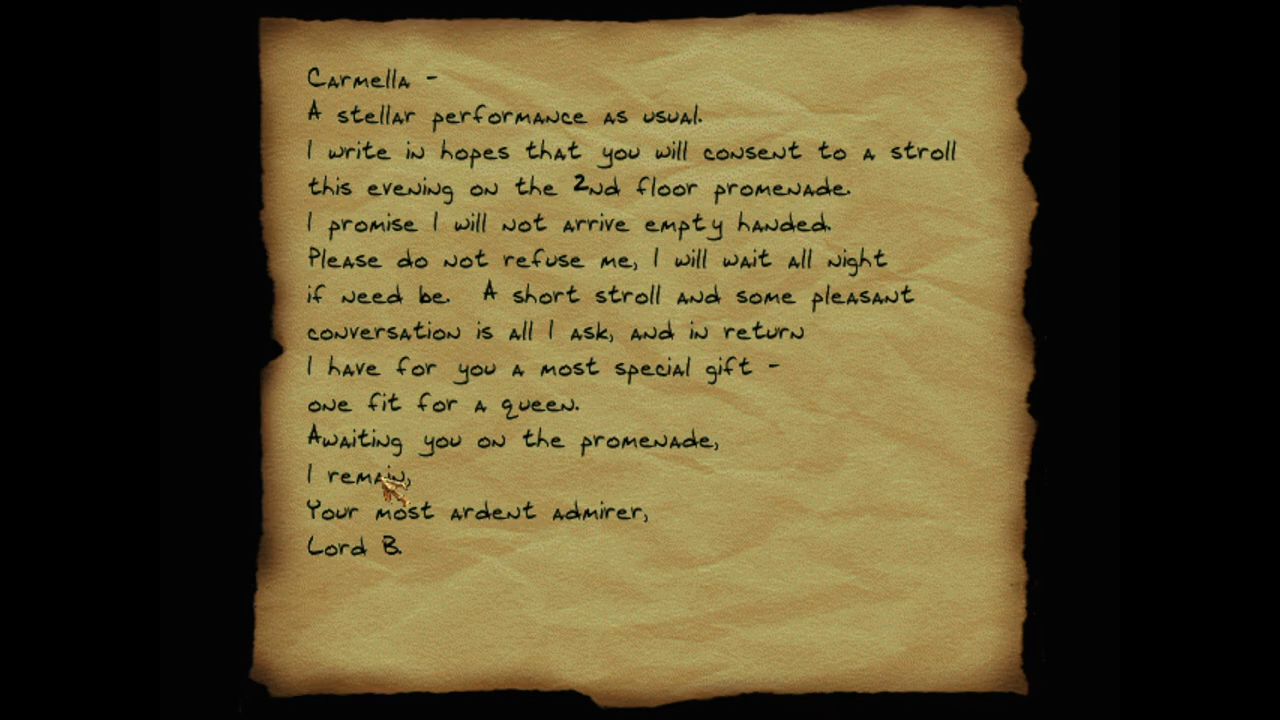 Carmella -
A stellar performance as usual.
I write in hopes that you will consent to a stroll
this evening on the 2nd floor promenade.
I promise I will not arrive empty handed.
Please do not refuse me, I will wait all night
if need be. A short stroll and some pleasant
conversation is all I ask, and in return
I have for you a most special gift -
one fit for a queen.
Awaiting you on the promenade,
I remain,
Your most ardent admirer,
Lord B.